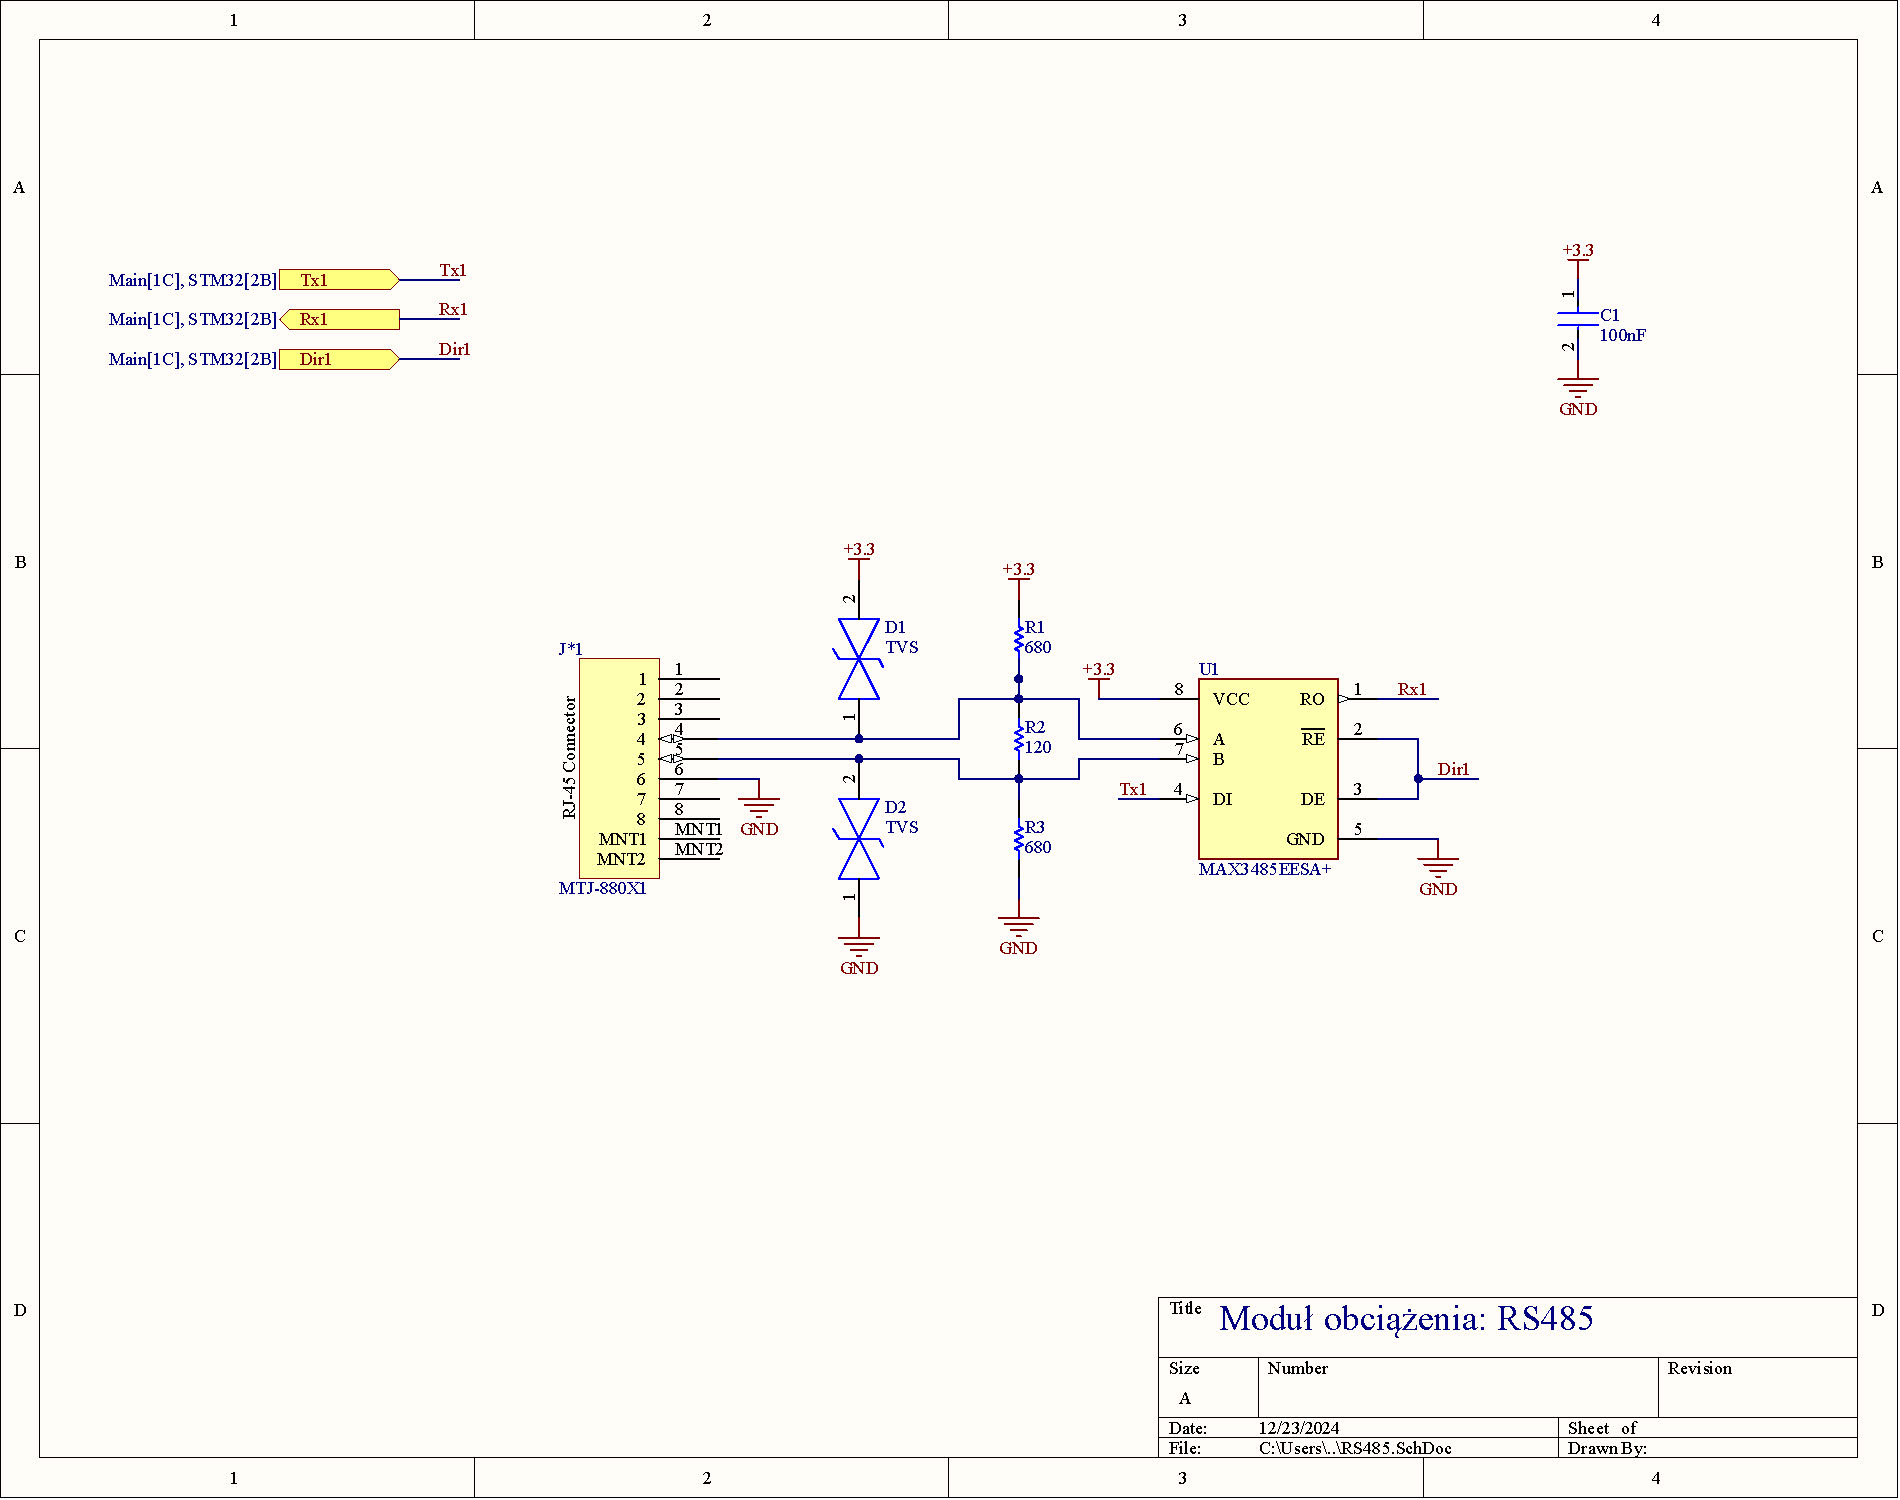 1 2 3 4
A A
+3.3
Main[1C], STM32[2B] Tx1 Tx1
1
Main[1C], STM32[2B] Rx1 Rx1
C1
100nF
2
Main[1C], STM32[2B] Dir1 Dir1
GND
B B
+3.3
+3.3
2
D1
TVS
R1
680
J*1
+3.3
U1
1 1
2 2
3 3
4 4
5 5
6 6
7 7
8 8
MNT1 MNT1
MNT2 MNT2
RJ-45 Connector
MTJ-880X1
GND
1
2
D2
TVS
1
GND
R2
120
R3
680
GND
8 VCC RO 1 Rx1
6 A RE 2
7 B
Dir1
Tx1 4 DI DE 3
GND 5
MAX3485EESA+
GND
C C
D D
Title Moduł obciążenia: RS485
Size Number Revision
A
Date: 12/23/2024 Sheet of
File: C:\Users\..\RS485.SchDoc Drawn By:
1 2 3 4